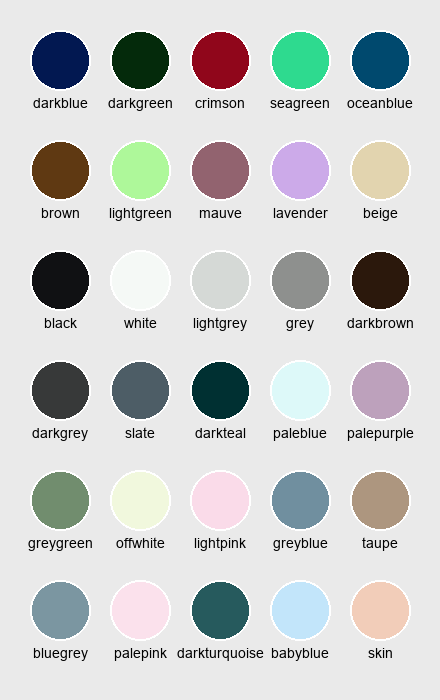 darkblue darkgreen crimson seagreen oceanblue
brown lightgreen mauve lavender beige
black white lightgrey grey darkbrown
darkgrey slate darkteal paleblue palepurple
greygreen offwhite lightpink greyblue taupe
bluegrey palepink darkturquoise babyblue skin